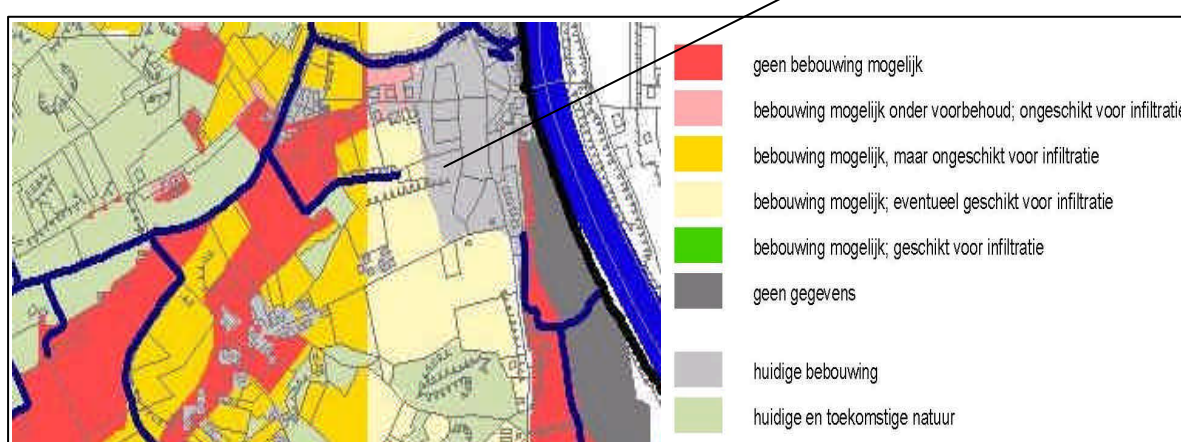 geen bebouwing mogelijk
bebouwing mogelijk onder voorbehoud; ongeschikt voor infiltratie
bebouwing mogelijk, maar ongeschikt voor infiltratie
bebouwing mogelijk; eventueel geschikt voor infiltratie
bebouwing mogelijk; geschikt voor infiltratie
geen gegevens
huidige bebouwing
huidige en toekomstige natuur